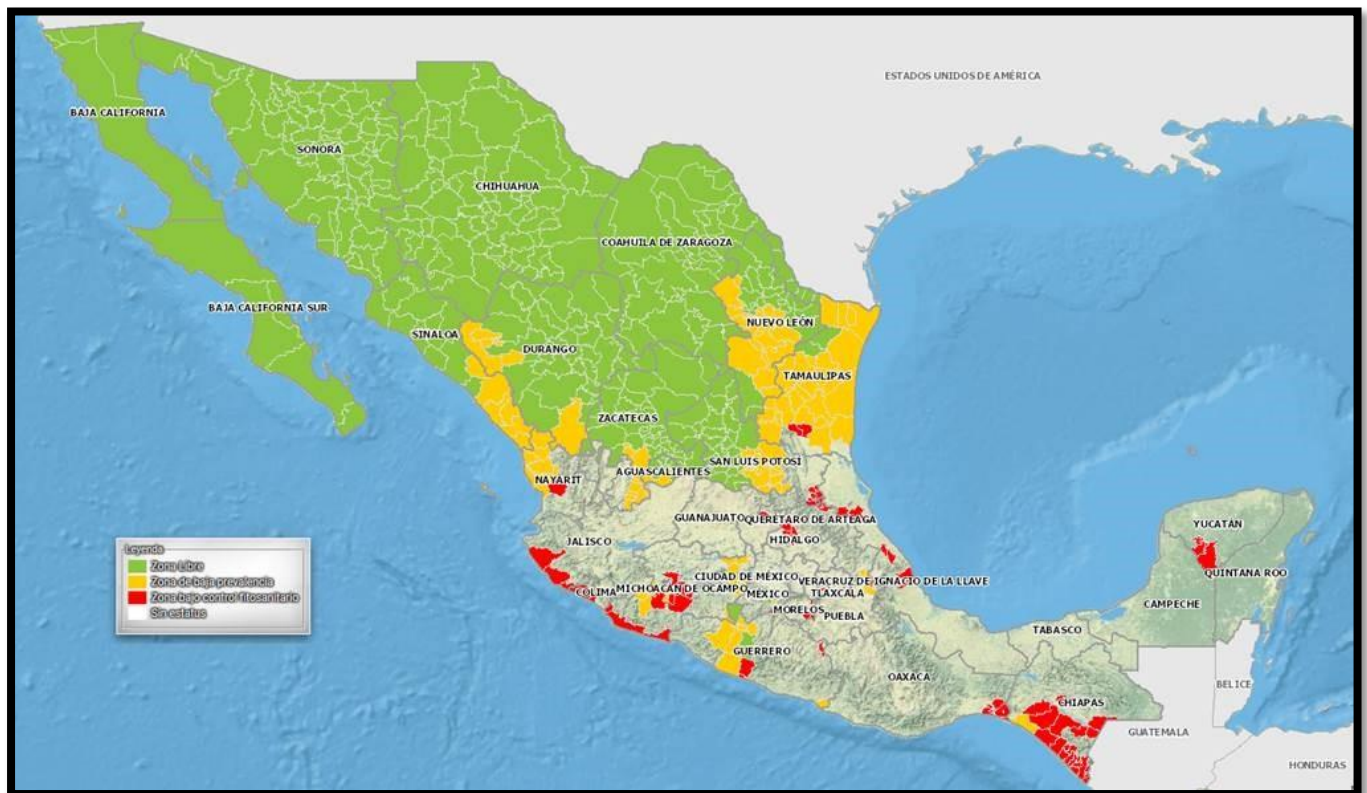 ESTADOS UNIDOS DE AMÉRICA
BAJA CALIFORNIA
SONORA
CHIHUAHUA
COAHUILA DE ZARAGOZA
BAJA CALIFORNIA SUR
SINALOA
DURANGO
NUEVO LEÓN
TAMAULIPAS
ZACATECAS
SAN LUIS POTOSÍ
AGUASCALIENTES
NAYARIT
GUANAJUATO
QUERÉTARO DE ARTEAGA
HIDALGO
JALISCO
YUCATÁN
QUINTANA ROO
CAMPECHE
Leyenda
Zona Libre
Zona de baja prevalencia
Zona bajo control fitosanitario
Sin estatus
COLIMA
MICHOACÁN DE OCAMPO
CIUDAD DE MÉXICO
MÉXICO
VERACRUZ DE IGNACIO DE LA LLAVE
TLAXCALA
MORELOS
PUEBLA
TABASCO
GUERRERO
OAXACA
CHIAPAS
BELICE
GUATEMALA
HONDURAS